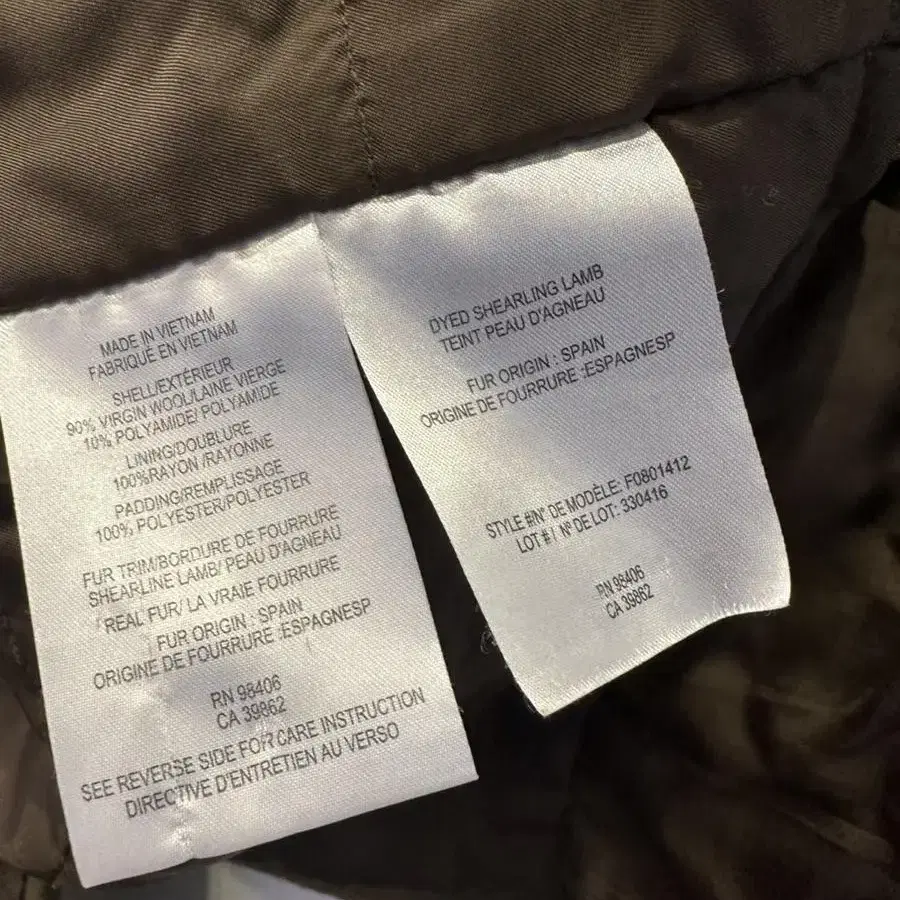 MADE IN VIETNAM
FABRIQUÉ EN VIETNAM
SHELL/EXTÉRIEUR
90% VIRGIN WOOL/LAINE VIERGE
10% POLYAMIDE/ POLYAMIDE
LINING/DOUBLURE
100%RAYON /RAYONNE
PADDING/REMPLISSAGE
100% POLYESTER/POLYESTER
FUR TRIM/BORDURE DE FOURRURE
SHEARLINE LAMB/ PEAU D'AGNEAU
REAL FUR/ LA VRAIE FOURRURE
FUR ORIGIN : SPAIN
ORIGINE DE FOURRURE :ESPAGNESP
RN 98406
CA 39862
SEE REVERSE SIDE FOR CARE INSTRUCTION
DIRECTIVE D'ENTRETIEN AU VERSO
DYED SHEARLING LAMB
TEINT PEAU D'AGNEAU
FUR ORIGIN : SPAIN
ORIGINE DE FOURRURE :ESPAGNESP
STYLE #/N° DE MODÈLE: F0801412
LOT # / N° DE LOT: 330416
RN 98406
CA 39862